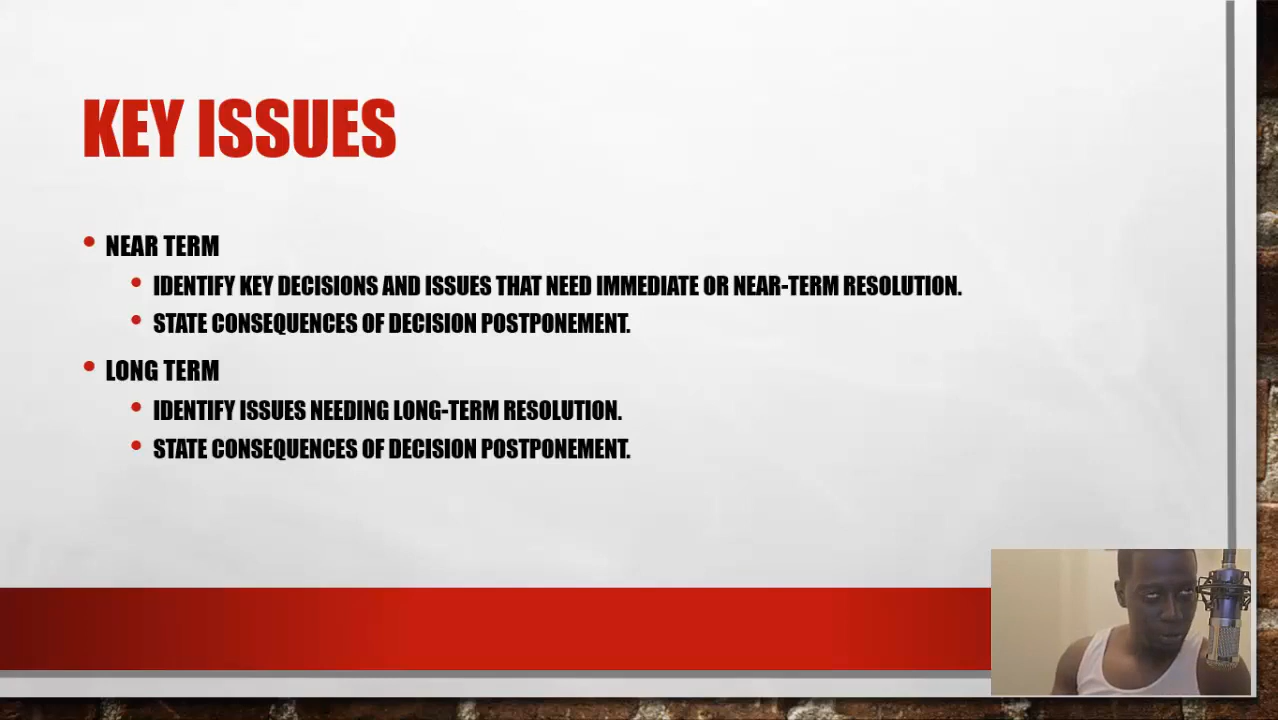 KEY ISSUES
NEAR TERM
IDENTIFY KEY DECISIONS AND ISSUES THAT NEED IMMEDIATE OR NEAR-TERM RESOLUTION.
STATE CONSEQUENCES OF DECISION POSTPONEMENT.
LONG TERM
IDENTIFY ISSUES NEEDING LONG-TERM RESOLUTION.
STATE CONSEQUENCES OF DECISION POSTPONEMENT.